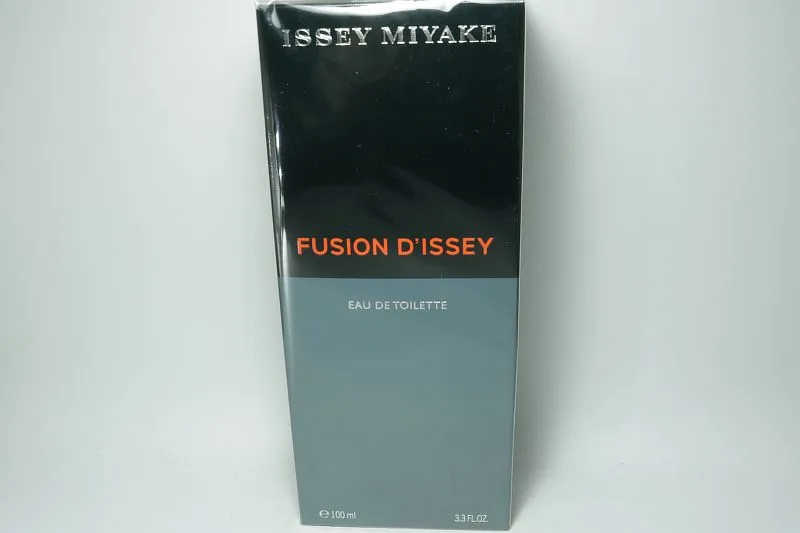 ISSEY MIYAKE
FUSION D'ISSEY
EAU DE TOILETTE
℮ 100 ml 3.3 FL.OZ.